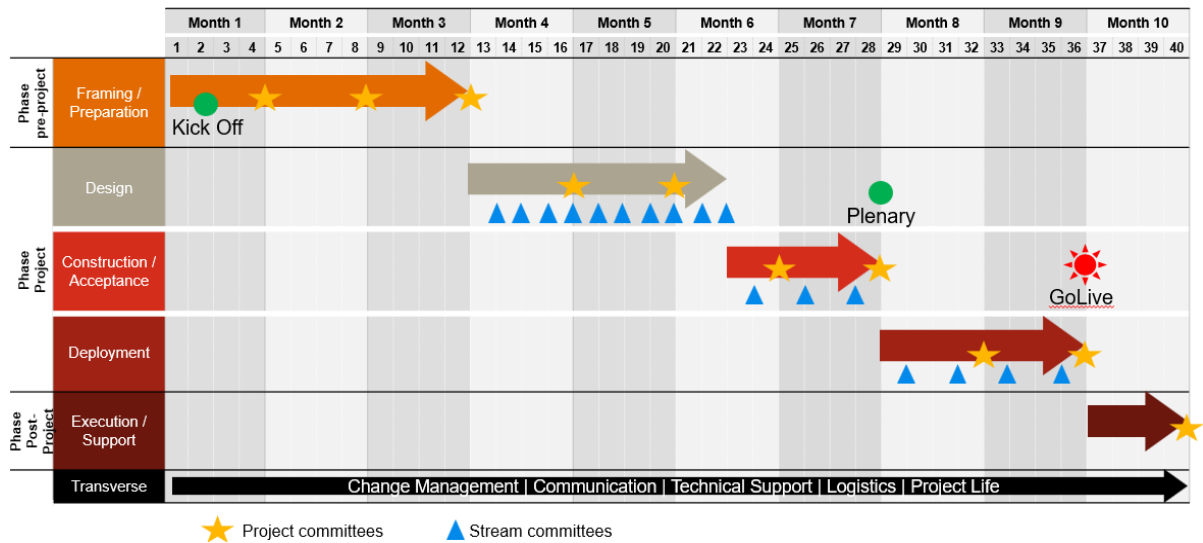 Month 1 Month 2 Month 3 Month 4 Month 5 Month 6 Month 7 Month 8 Month 9 Month 10
1 2 3 4 5 6 7 8 9 10 11 12 13 14 15 16 17 18 19 20 21 22 23 24 25 26 27 28 29 30 31 32 33 34 35 36 37 38 39 40
Phase
pre-project
Framing /
Preparation
Kick Off
Design
Plenary
Phase
Project
Construction /
Acceptance
GoLive
Deployment
Phase
Post-
Project
Execution /
Support
Transverse
Change Management | Communication | Technical Support | Logistics | Project Life
Project committees
Stream committees